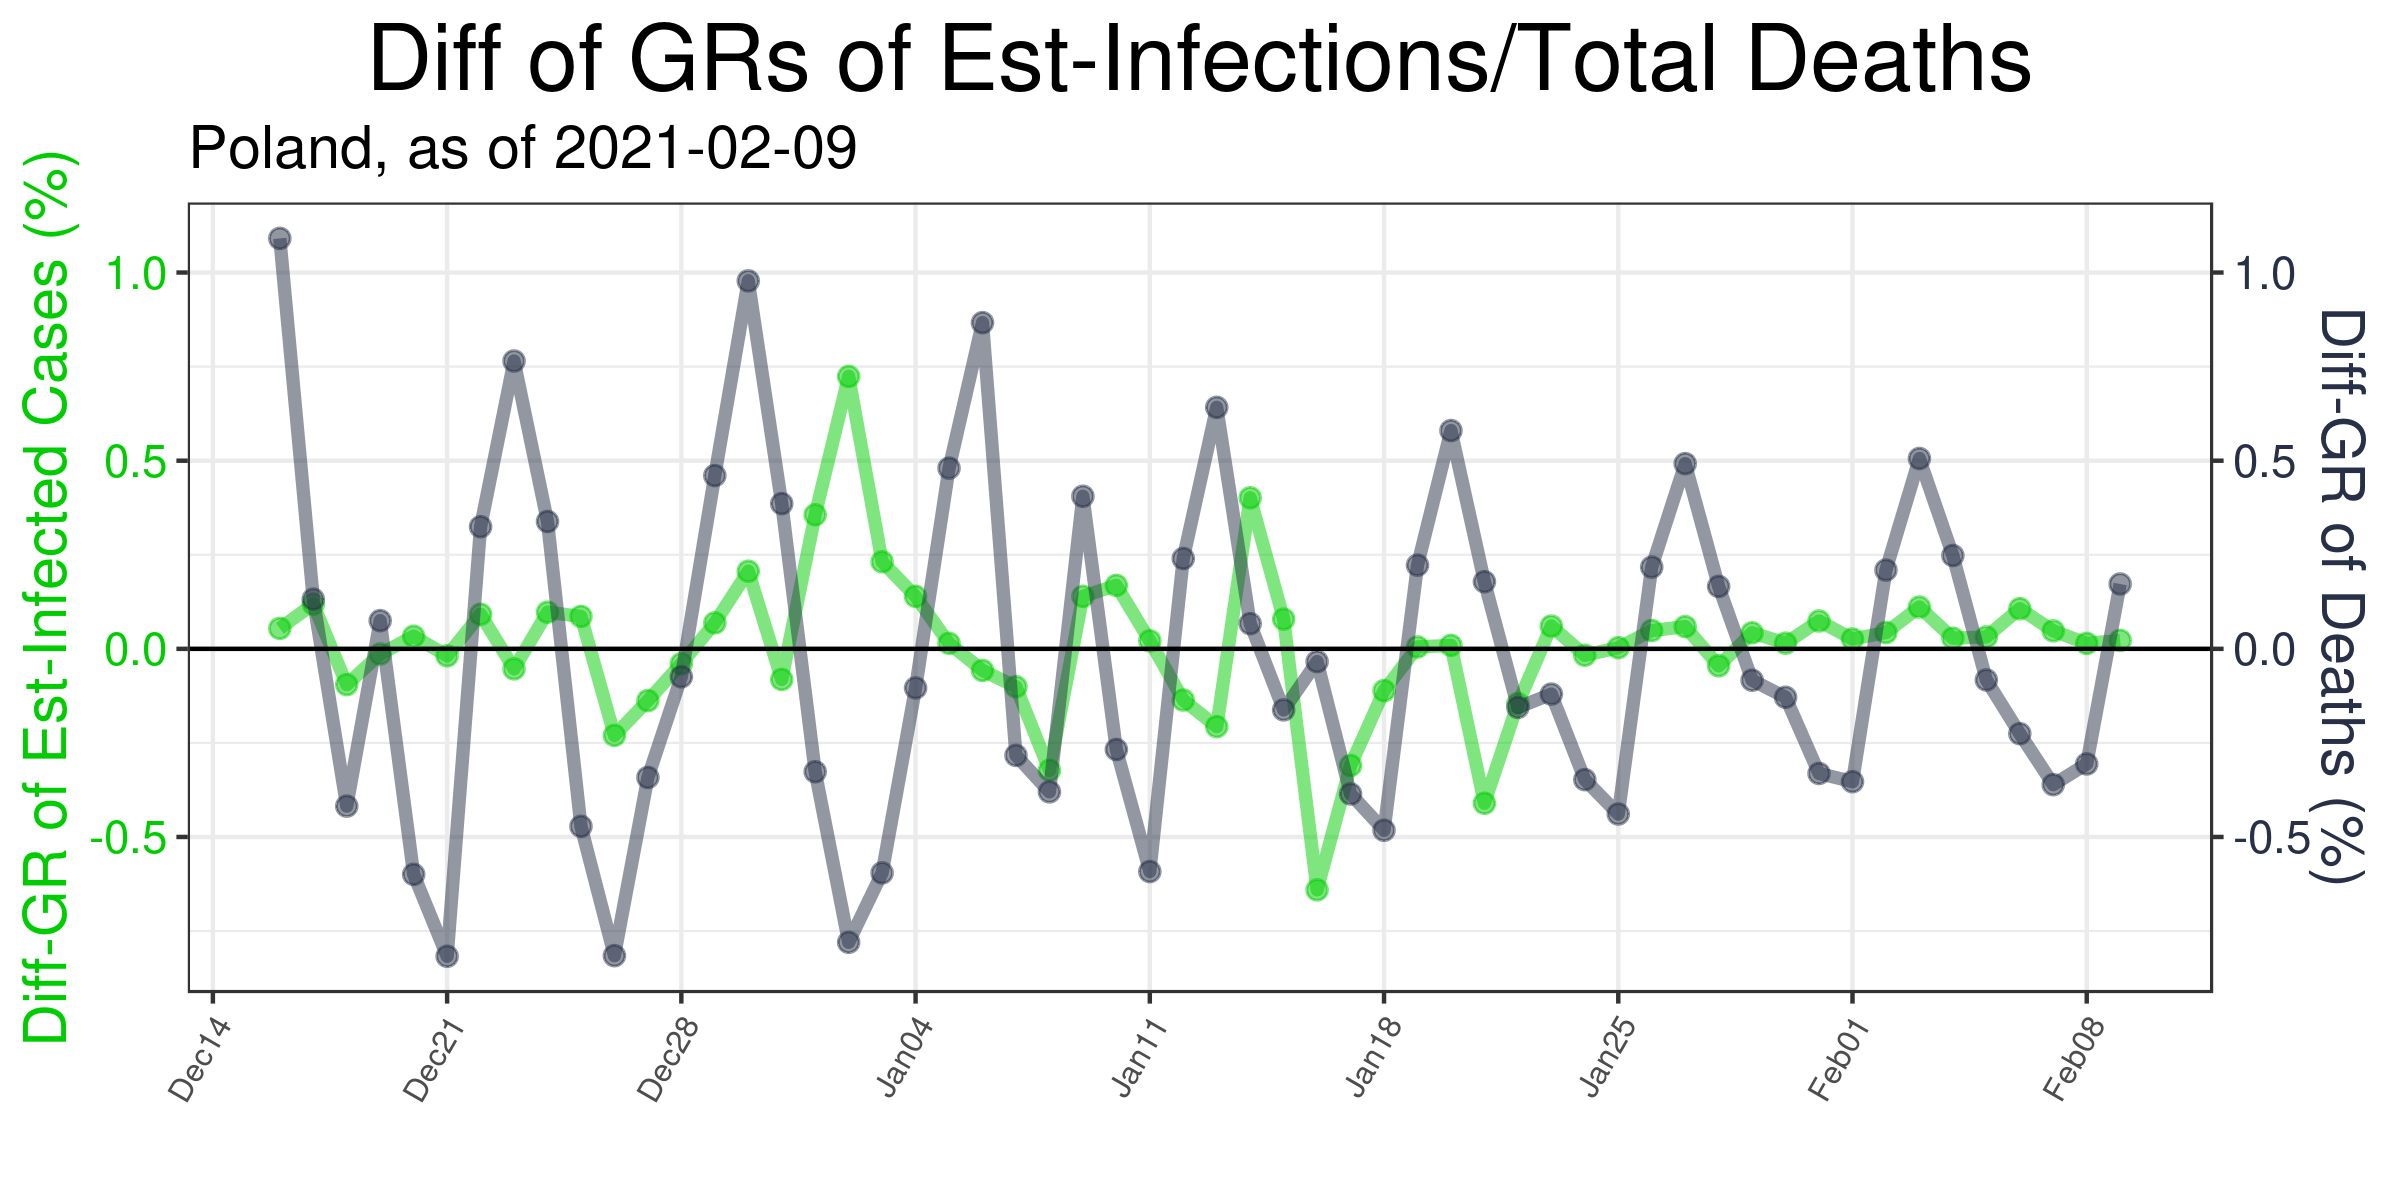 Diff of GRs of Est-Infections/Total Deaths
Poland, as of 2021-02-09
Diff-GR of Est-Infected Cases (%)
1.0
0.5
0.0
-0.5
1.0
0.5
0.0
-0.5
Diff-GR of Deaths (%)
Dec14
Dec21
Dec28
Jan04
Jan11
Jan18
Jan25
Feb01
Feb08